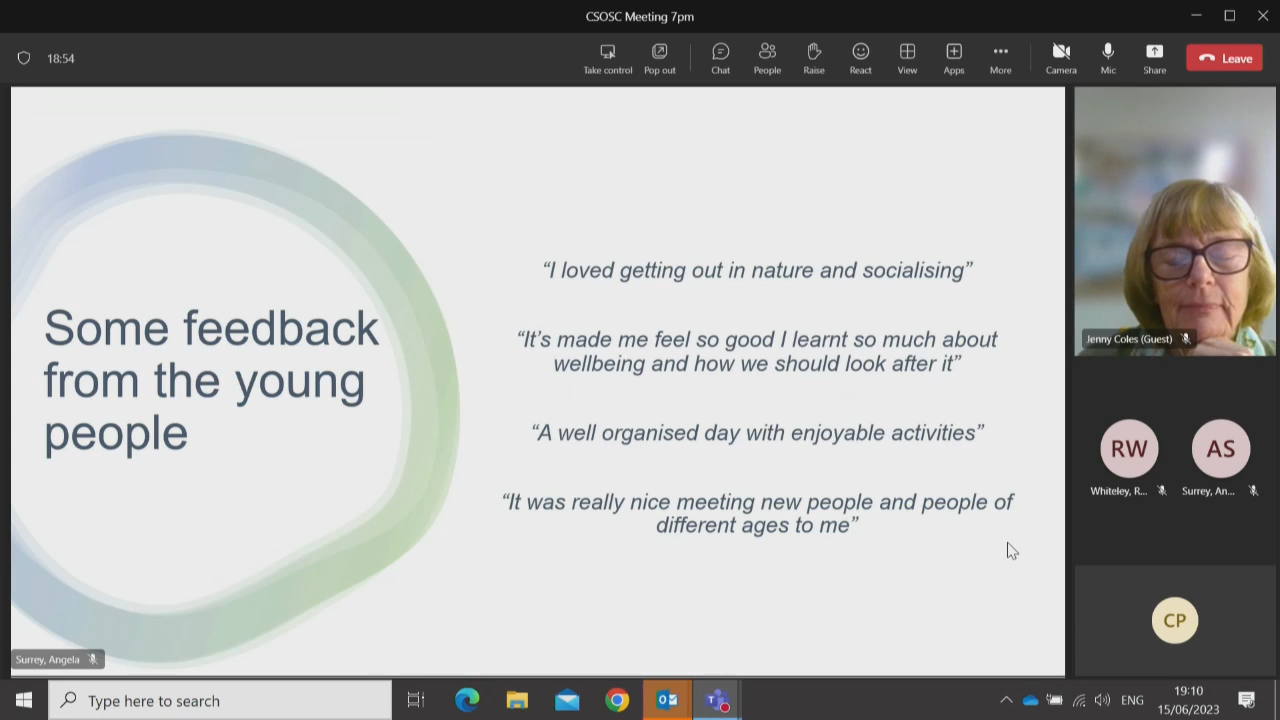 CSOSC Meeting 7pm
18:54
Take control
Pop out
Chat
People
Raise
React
View
Apps
More
Camera
Mic
Share
Leave
Some feedback
from the young
people
“I loved getting out in nature and socialising”
“It’s made me feel so good I learnt so much about
wellbeing and how we should look after it”
“A well organised day with enjoyable activities”
“It was really nice meeting new people and people of
different ages to me”
Surrey, Angela
Jenny Coles (Guest)
RW
AS
Whiteley, R...
Surrey, An...
CP
Type here to search
ENG
19:10
15/06/2023